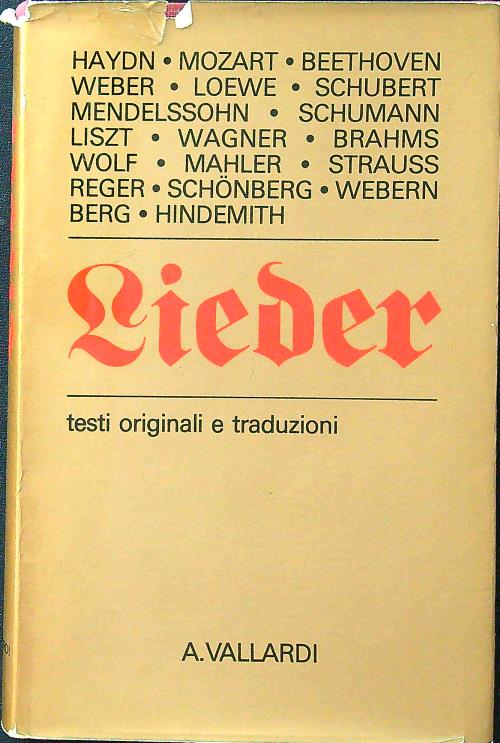 HAYDN • MOZART • BEETHOVEN
WEBER • LOEWE • SCHUBERT
MENDELSSOHN • SCHUMANN
LISZT • WAGNER • BRAHMS
WOLF • MAHLER • STRAUSS
REGER • SCHÖNBERG • WEBERN
BERG • HINDEMITH
Lieder
testi originali e traduzioni
A. VALLARDI